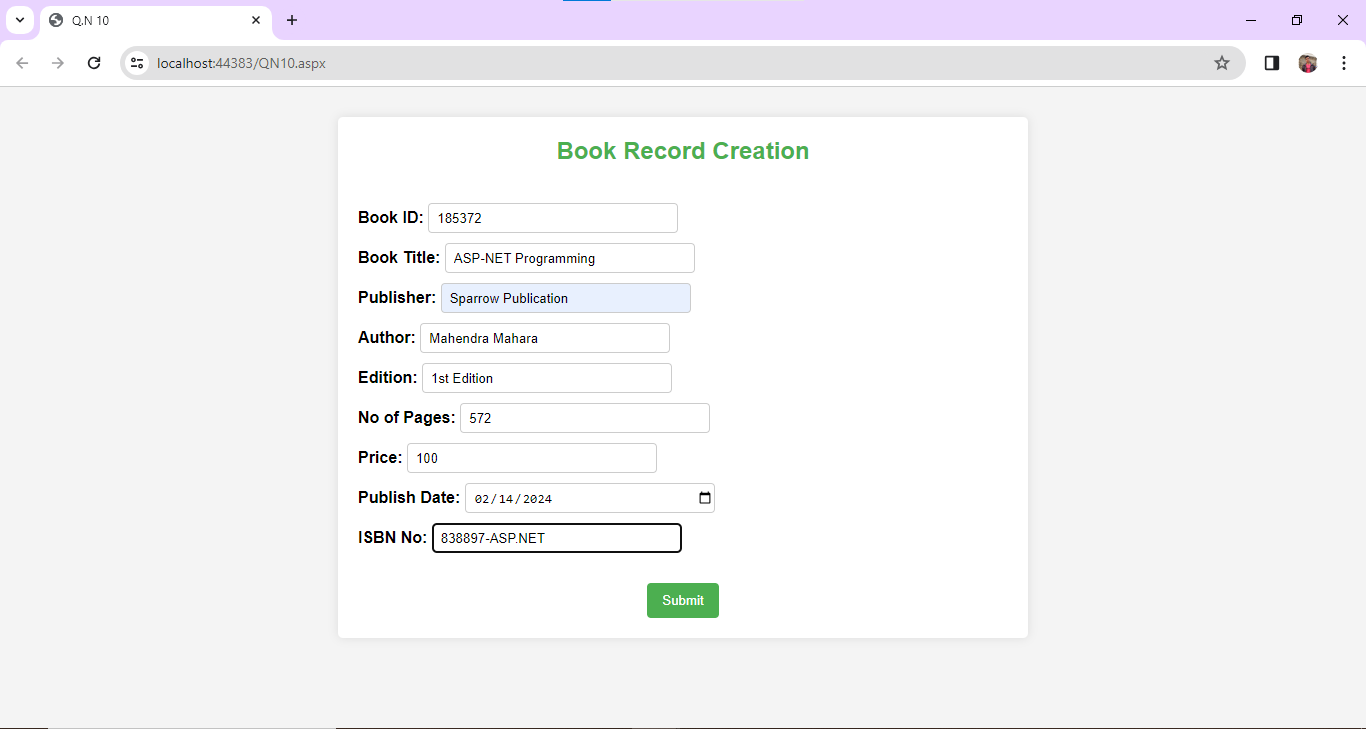 Q.N 10
localhost:44383/QN10.aspx
Book Record Creation
Book ID: 185372
Book Title: ASP-NET Programming
Publisher: Sparrow Publication
Author: Mahendra Mahara
Edition: 1st Edition
No of Pages: 572
Price: 100
Publish Date: 02/14/2024
ISBN No: 838897-ASP.NET
Submit